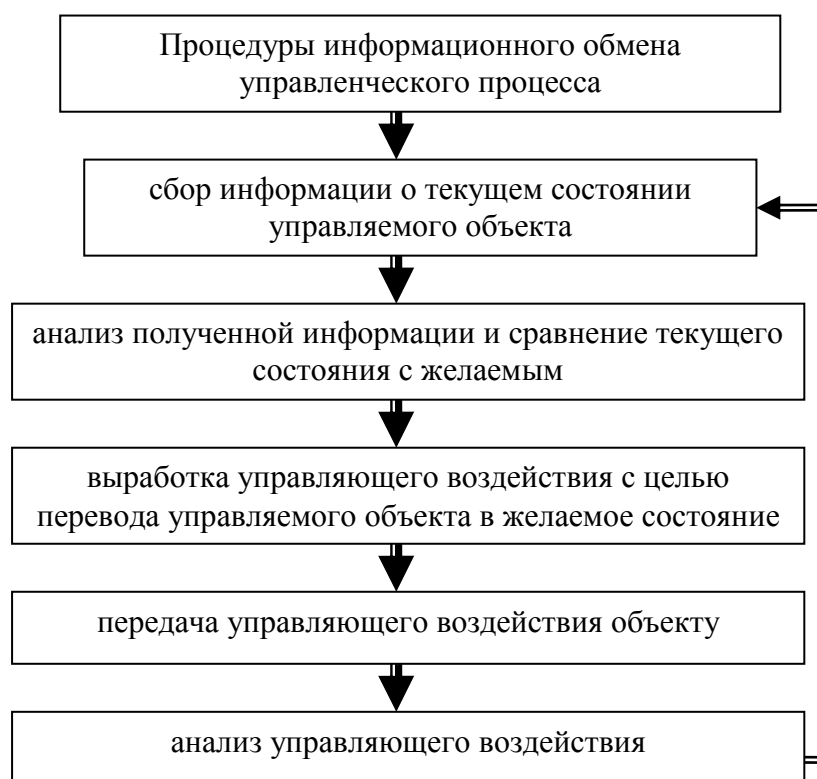 Процедуры информационного обмена
управленческого процесса
сбор информации о текущем состоянии
управляемого объекта
анализ полученной информации и сравнение текущего
состояния с желаемым
выработка управляющего воздействия с целью
перевода управляемого объекта в желаемое состояние
передача управляющего воздействия объекту
анализ управляющего воздействия